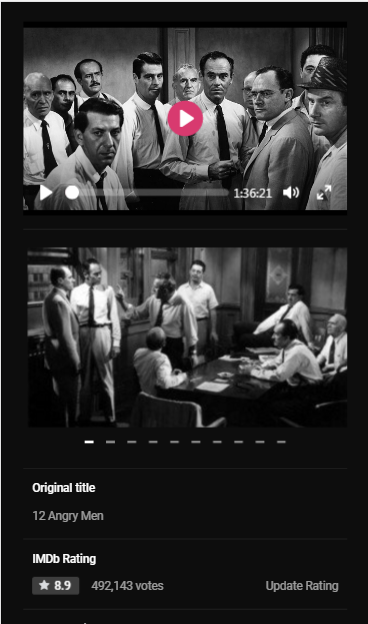 1:36:21
Original title
12 Angry Men
IMDb Rating
8.9 492,143 votes Update Rating